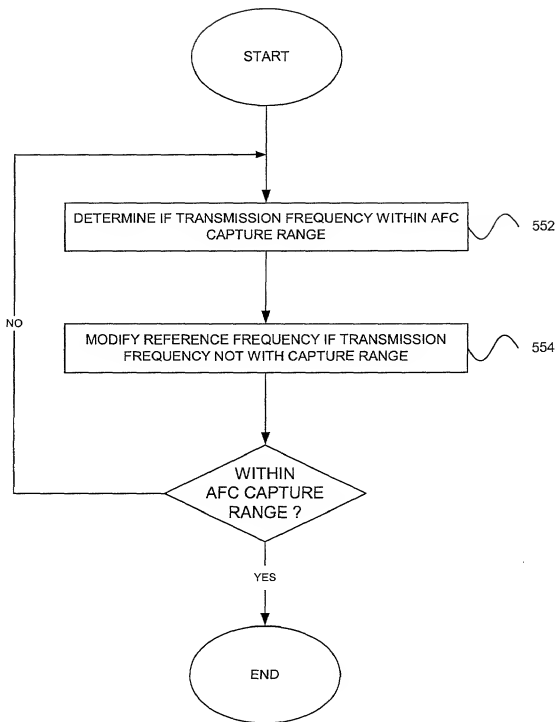 START
DETERMINE IF TRANSMISSION FREQUENCY WITHIN AFC
CAPTURE RANGE
552
NO
MODIFY REFERENCE FREQUENCY IF TRANSMISSION
FREQUENCY NOT WITH CAPTURE RANGE
554
WITHIN
AFC CAPTURE
RANGE ?
YES
END